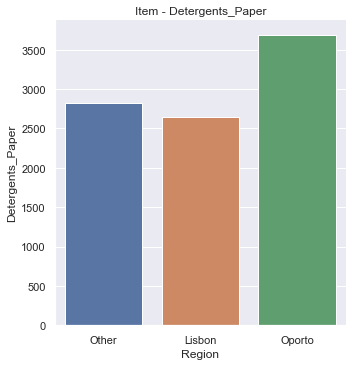 Item - Detergents_Paper
Detergents_Paper
3500
3000
2500
2000
1500
1000
500
0
Other Lisbon Oporto
Region